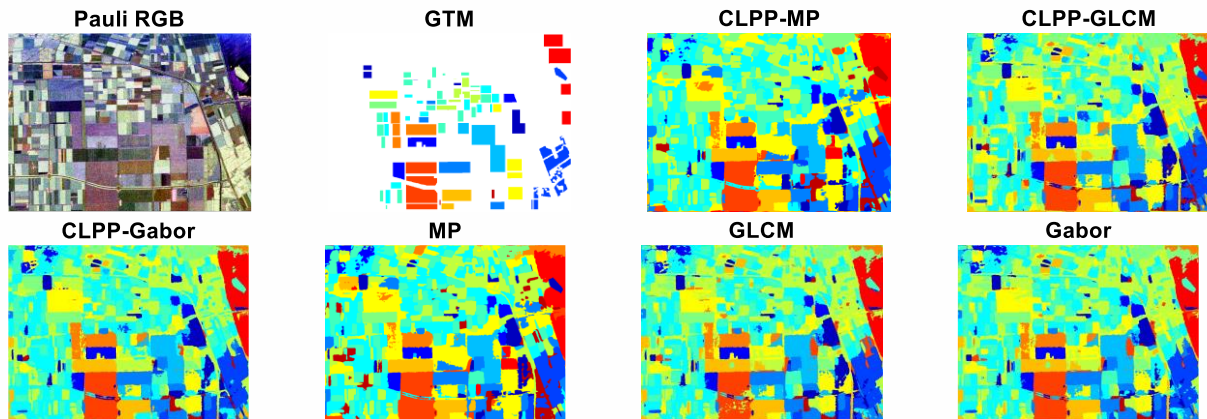 Pauli RGB
GTM
CLPP-MP
CLPP-GLCM
CLPP-Gabor
MP
GLCM
Gabor